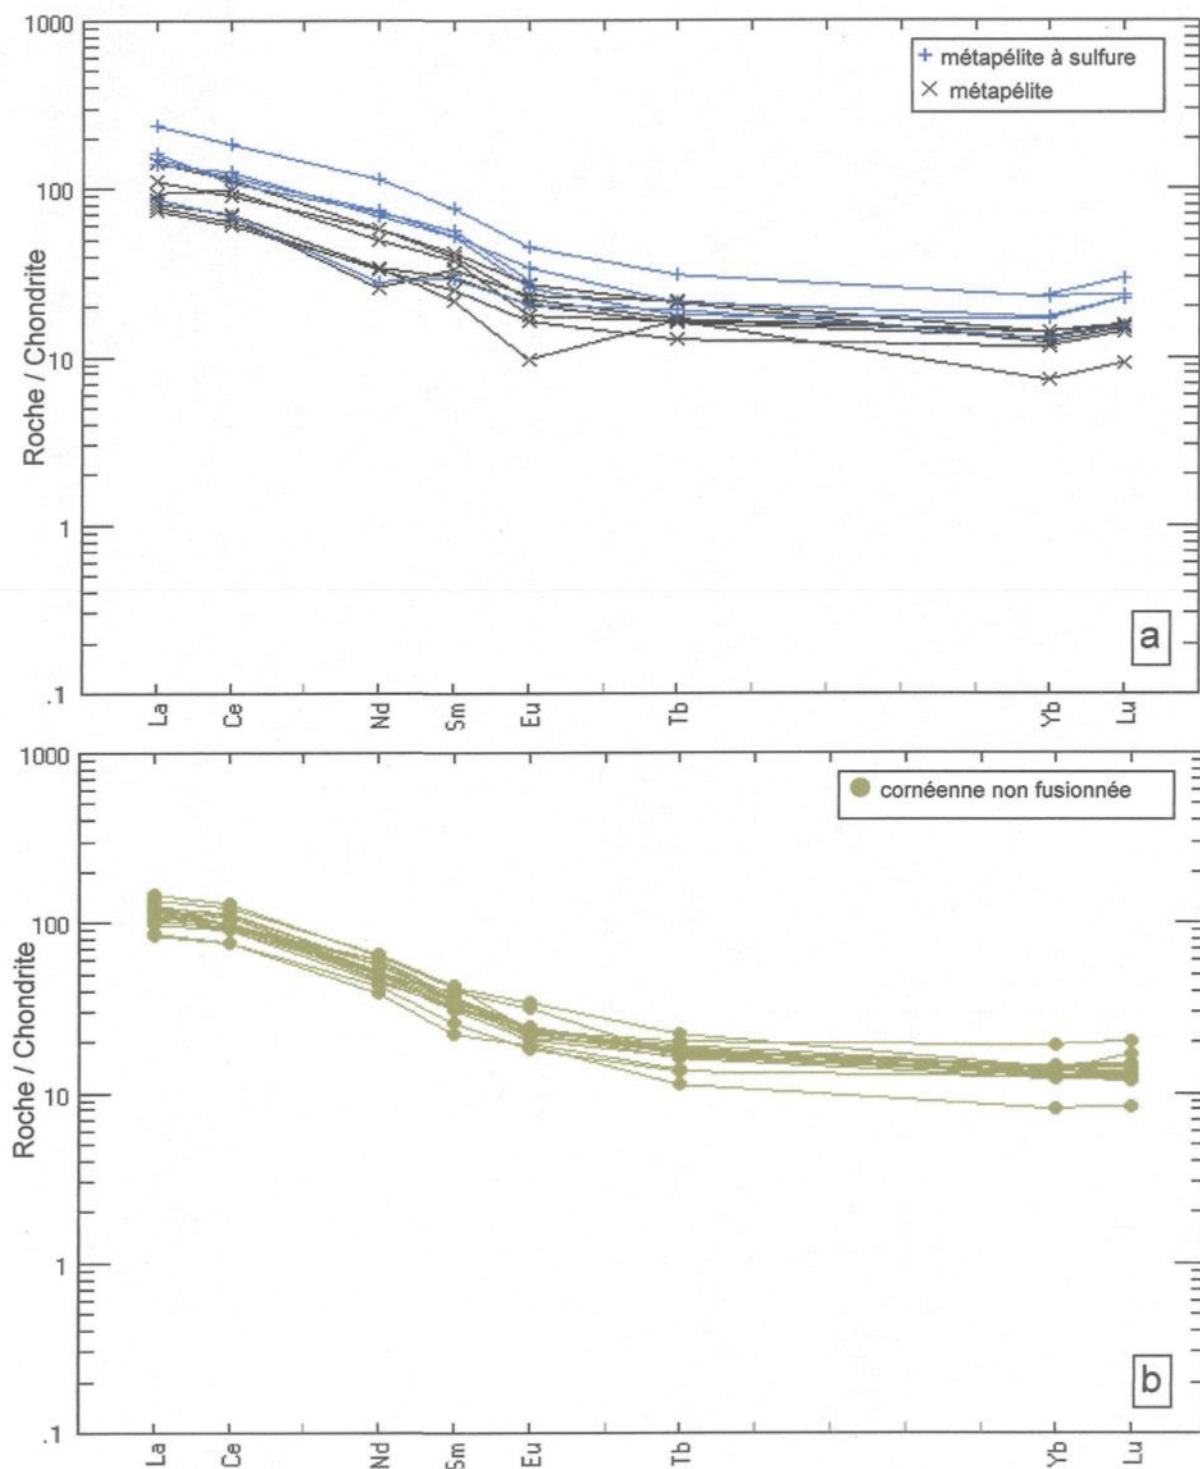 1000
métapélite à sulfure
métapélite
100
10
1
.1
Roche / Chondrite
a
La Ce Nd Sm Eu Tb Yb Lu
1000
cornéenne non fusionnée
100
10
1
.1
Roche / Chondrite
b
La Ce Nd Sm Eu Tb Yb Lu